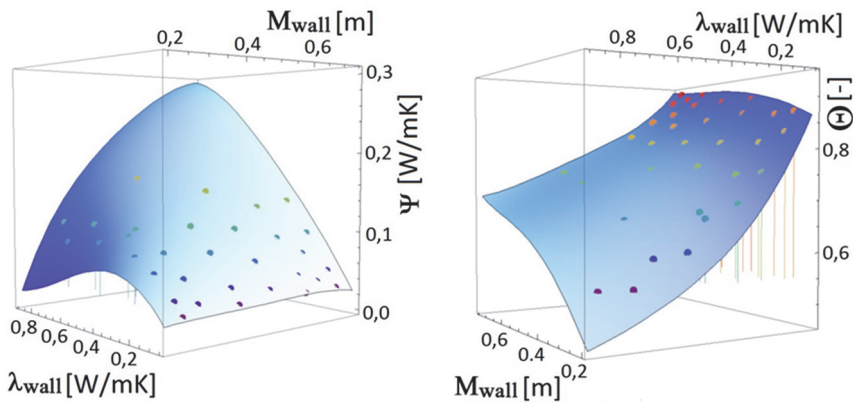 Mwall [m]
0,2 0,4 0,6
0,3
0,2
0,1
0,0
Ψ [W/mK]
0,8 0,6 0,4 0,2
λwall [W/mK]
λwall [W/mK]
0,8 0,6 0,4 0,2
Θ [-]
0,8
0,6
0,6 0,4 0,2
Mwall [m]